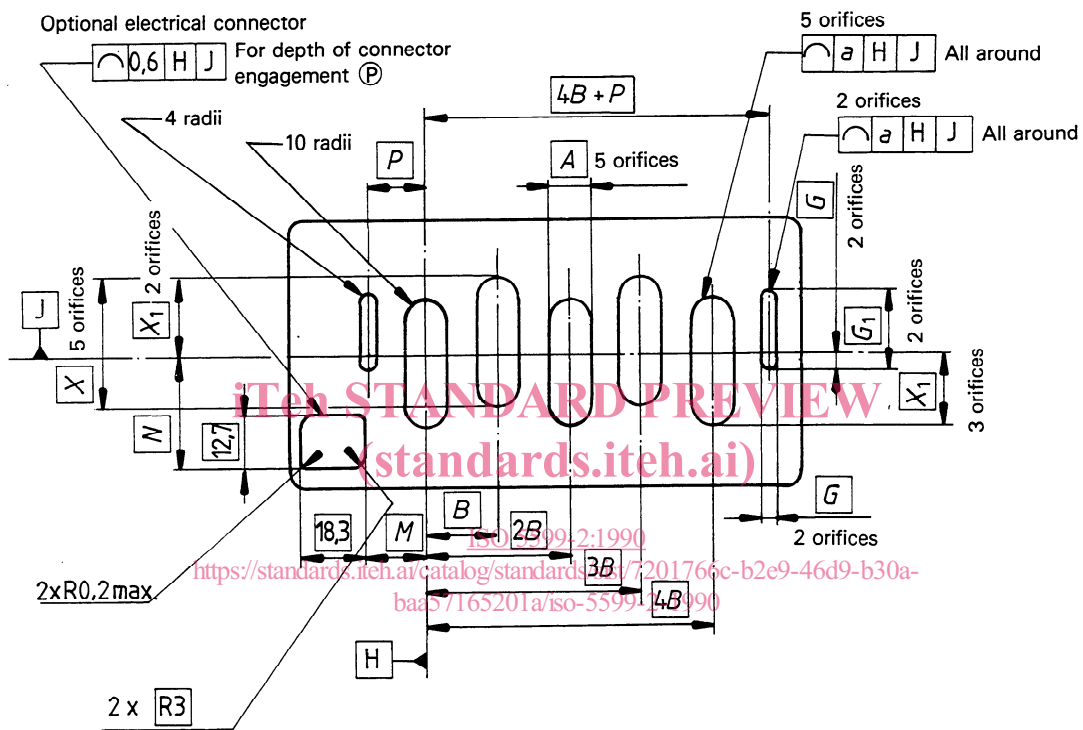 Optional electrical connector
⌒ 0,6 H J For depth of connector
engagement Ⓟ
5 orifices
⌒ a H J All around
2 orifices
⌒ a H J All around
4B + P
4 radii
10 radii
P
A 5 orifices
G
2 orifices
2 orifices
X1
5 orifices
X
J
N
12,7
G1
2 orifices
X1
3 orifices
iTeh STANDARD PREVIEW
(standards.iteh.ai)
G
2 orifices
18,3
M
B
ISO 5599-2:1990
2B
https://standards.iteh.ai/catalog/standards/sist/7201766c-b2e9-46d9-b30a-
3B
baa57165201a/iso-5599-2-1990
4B
2xR0,2 max.
H
2 x R3